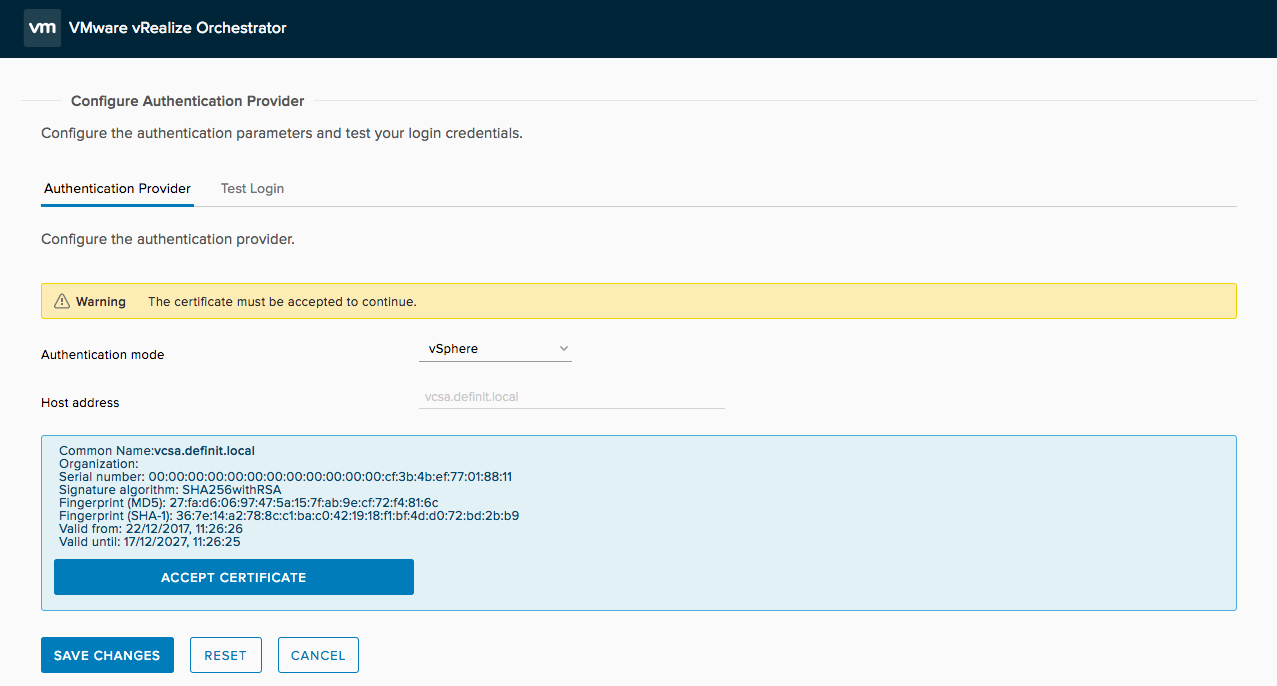 vm VMware vRealize Orchestrator
Configure Authentication Provider
Configure the authentication parameters and test your login credentials.
Authentication Provider Test Login
Configure the authentication provider.
Warning The certificate must be accepted to continue.
Authentication mode vSphere
Host address vcsa.definit.local
Common Name:vcsa.definit.local
Organization:
Serial number: 00:00:00:00:00:00:00:00:00:00:00:00:cf:3b:4b:ef:77:01:88:11
Signature algorithm: SHA256withRSA
Fingerprint (MD5): 27:fa:d6:06:97:47:5a:15:7f:ab:9e:cf:72:f4:81:6c
Fingerprint (SHA-1): 36:7e:14:a2:78:8c:c1:ba:c0:42:19:18:f1:bf:4d:d0:72:bd:2b:b9
Valid from: 22/12/2017, 11:26:26
Valid until: 17/12/2027, 11:26:25
ACCEPT CERTIFICATE
SAVE CHANGES RESET CANCEL